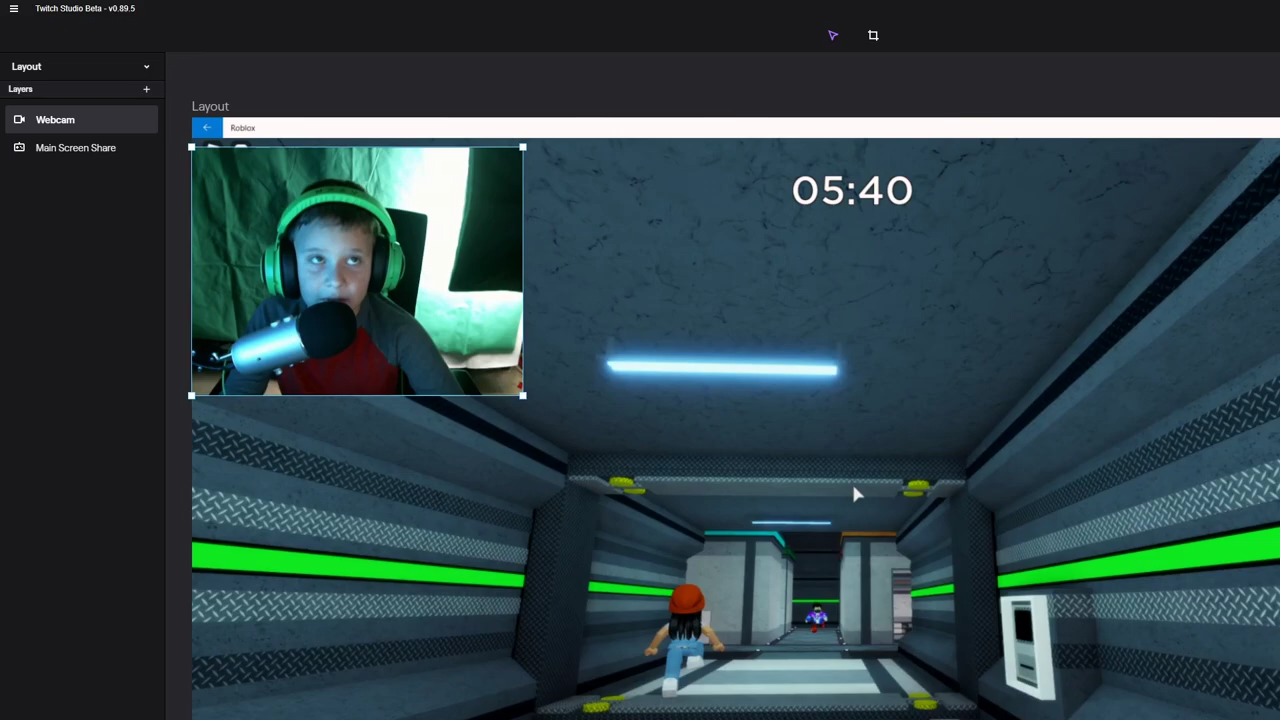 Twitch Studio Beta - v0.89.5
Layout
Layers
Webcam
Main Screen Share
Layout
Roblox
05:40